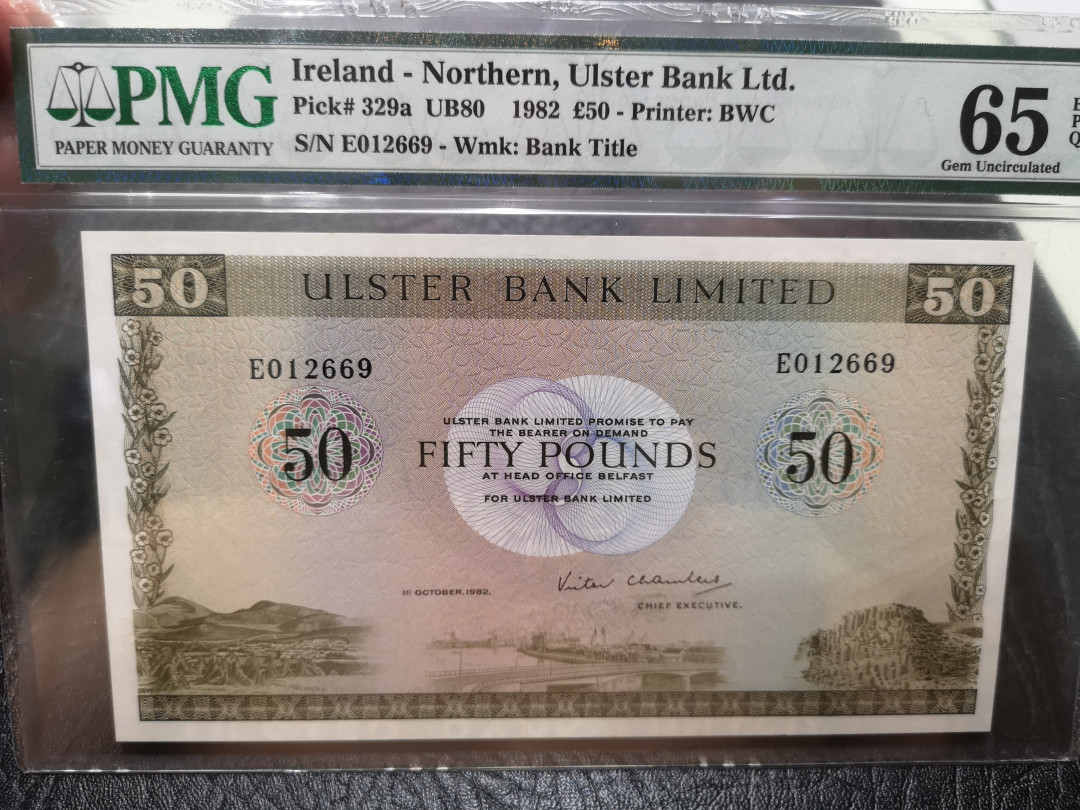 PMG
PAPER MONEY GUARANTY
Ireland - Northern, Ulster Bank Ltd.
Pick# 329a UB80 1982 £50 - Printer: BWC
S/N E012669 - Wmk: Bank Title
65
Gem Uncirculated
E
P
Q
50 ULSTER BANK LIMITED 50
E012669 E012669
ULSTER BANK LIMITED PROMISE TO PAY
THE BEARER ON DEMAND
50 FIFTY POUNDS 50
AT HEAD OFFICE BELFAST
FOR ULSTER BANK LIMITED
Victor Chambers
1ST OCTOBER, 1982.
CHIEF EXECUTIVE.